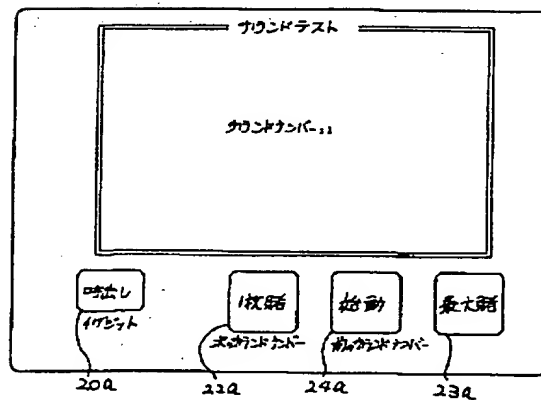 サウンドテスト
サウンドナンバー：1
呼出し
1枚賭
始動
最大賭
イグジット
次のサウンドナンバー
前のサウンドナンバー
20a
22a
24a
23a